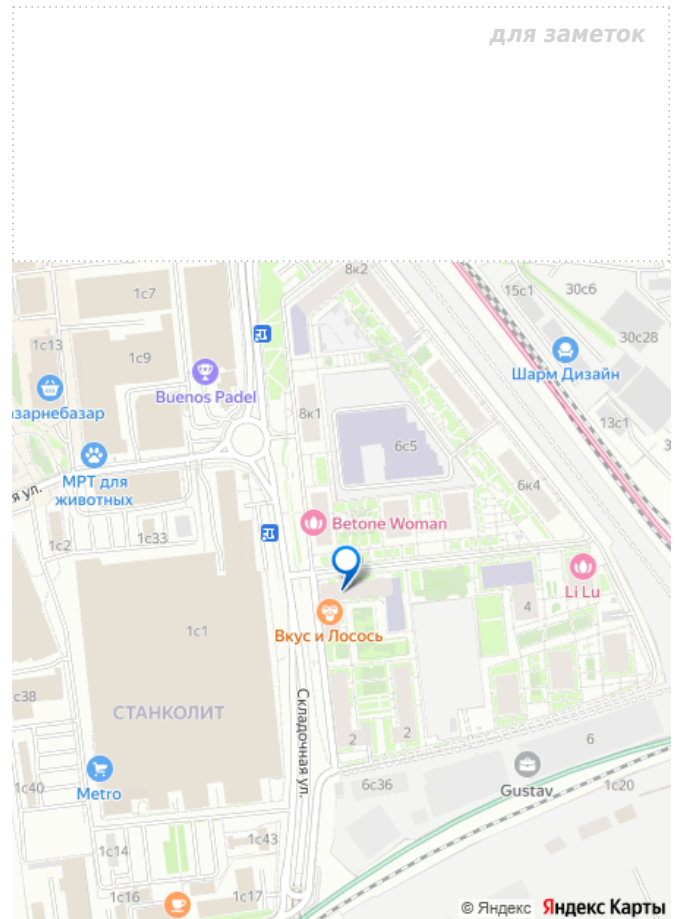 для заметок
8к2
1с7
15с1
30с6
1с13
1с9
30с28
Шарм Дизайн
Buenos Padel
азарнебазар
8к1
13с1
6с5
МРТ для
животных
6к4
я ул.
1с33
Betone Woman
1с2
Li Lu
4
1с1
Вкус и Лосось
с38
СТАНКОЛИТ
Складочная ул.
2
2
6
Metro
1с40
6с36
Gustav
1с20
1с14
1с43
1с16
1с17
© Яндекс Яндекс Карты